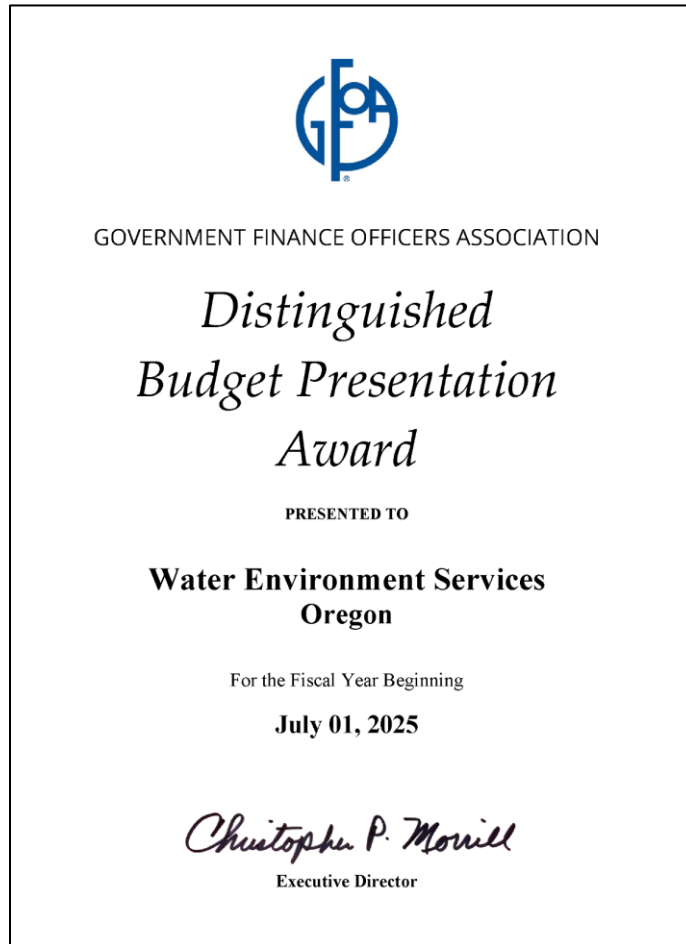 GFOA
®
GOVERNMENT FINANCE OFFICERS ASSOCIATION
Distinguished
Budget Presentation
Award
PRESENTED TO
Water Environment Services
Oregon
For the Fiscal Year Beginning
July 01, 2025
Christopher P. Morrill
Executive Director